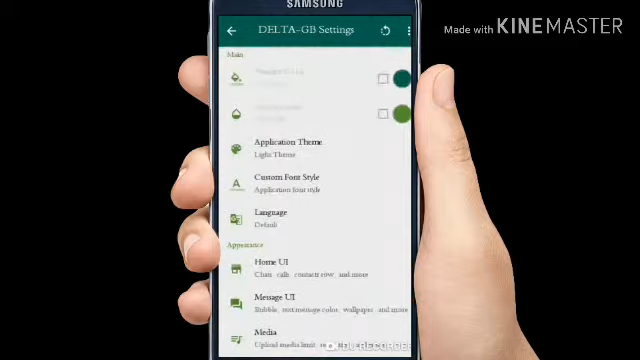 SAMSUNG
Made with KINEMASTER
DELTA-GB Settings
Main
Application Theme
Light Theme
Custom Font Style
Application font style
Language
Default
Appearance
Home UI
Chat, calls, contacts row, and more
Message UI
Bubble, text message color, wallpaper, and more
Media
Upload media limit,
RECORDER